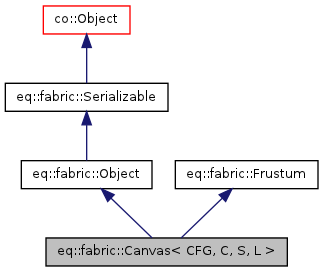 co::Object
eq::fabric::Serializable
eq::fabric::Object
eq::fabric::Frustum
eq::fabric::Canvas< CFG, C, S, L >